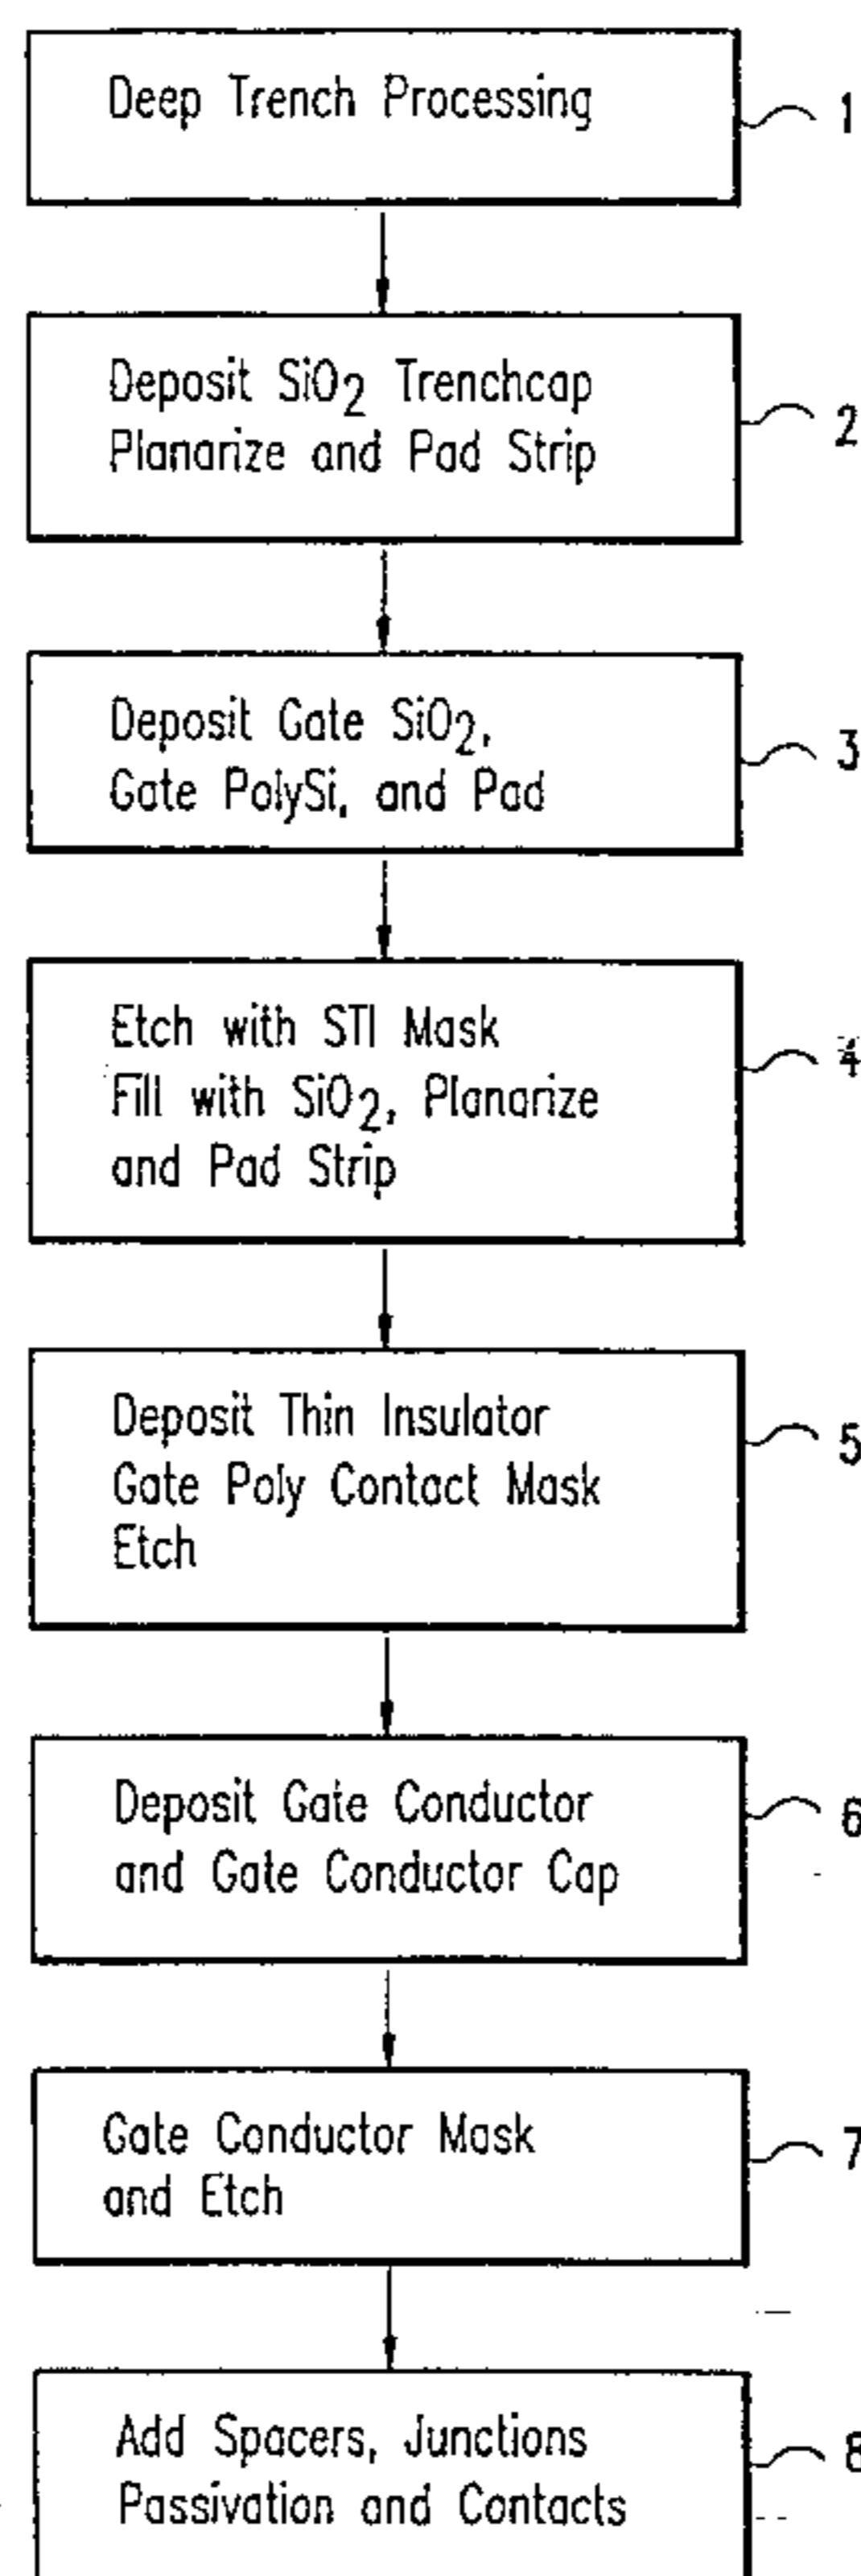 Deep Trench Processing
1
Deposit SiO2 Trenchcap
Planarize and Pad Strip
2
Deposit Gate SiO2,
Gate PolySi, and Pad
3
Etch with STI Mask
Fill with SiO2, Planarize
and Pad Strip
4
Deposit Thin Insulator
Gate Poly Contact Mask
Etch
5
Deposit Gate Conductor
and Gate Conductor Cap
6
Gate Conductor Mask
and Etch
7
Add Spacers, Junctions
Passivation and Contacts
8